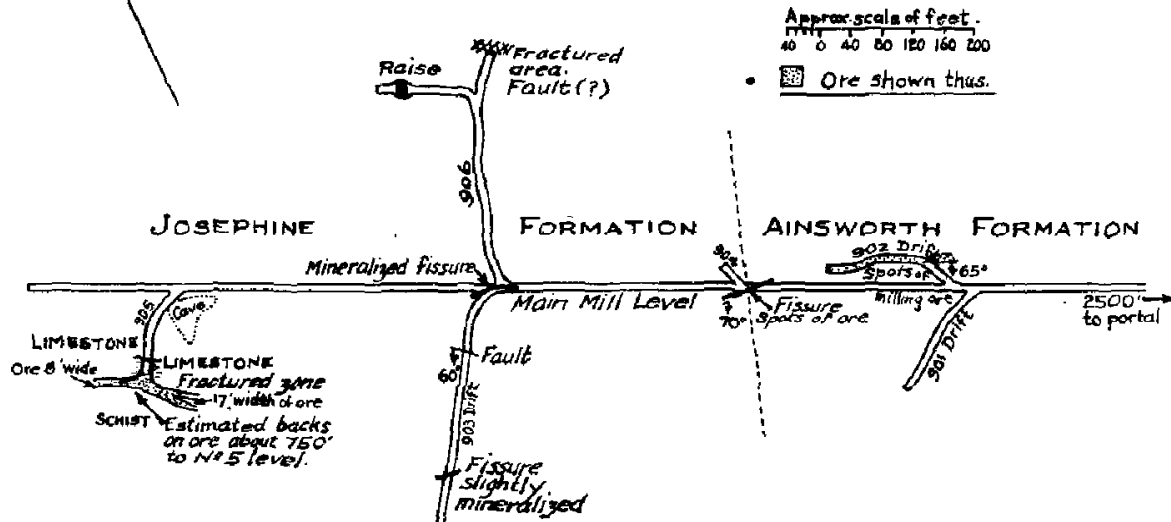 Approx. scale of feet.
40 0 40 80 120 160 200
Ore shown thus.
Raise
Fractured
area.
Fault (?)
906
JOSEPHINE FORMATION AINSWORTH FORMATION
902 Drift
904
65°
Mineralized fissure
Spots of
milling ore
Main Mill Level
70°
Fissure
Spots of ore
2500'
to portal
905
Cave
901 Drift
LIMESTONE
LIMESTONE
Fault
60°
Ore 8' wide
Fractured zone
17' width of ore
903 Drift
SCHIST
Estimated backs
on ore about 750'
to Nº 5 level.
Fissure
slightly
mineralized